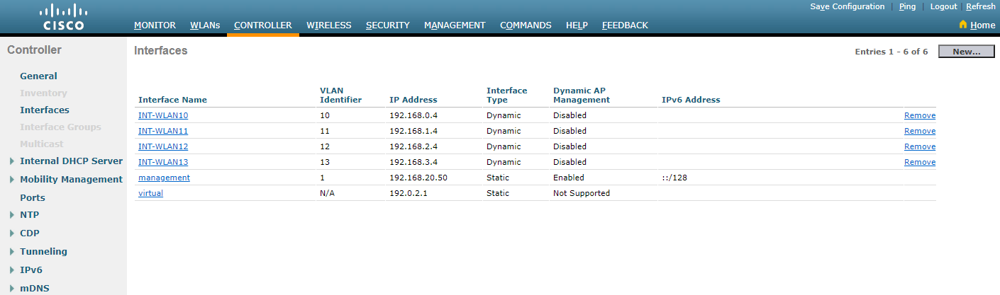 Save Configuration | Ping | Logout | Refresh
CISCO
MONITOR WLANs CONTROLLER WIRELESS SECURITY MANAGEMENT COMMANDS HELP FEEDBACK
Home
Controller
General
Inventory
Interfaces
Interface Groups
Multicast
Internal DHCP Server
Mobility Management
Ports
NTP
CDP
Tunneling
IPv6
mDNS
Interfaces
Entries 1 - 6 of 6 New...
Interface Name VLAN Identifier IP Address Interface Type Dynamic AP Management IPv6 Address
INT-WLAN10 10 192.168.0.4 Dynamic Disabled Remove
INT-WLAN11 11 192.168.1.4 Dynamic Disabled Remove
INT-WLAN12 12 192.168.2.4 Dynamic Disabled Remove
INT-WLAN13 13 192.168.3.4 Dynamic Disabled Remove
management 1 192.168.20.50 Static Enabled ::/128
virtual N/A 192.0.2.1 Static Not Supported